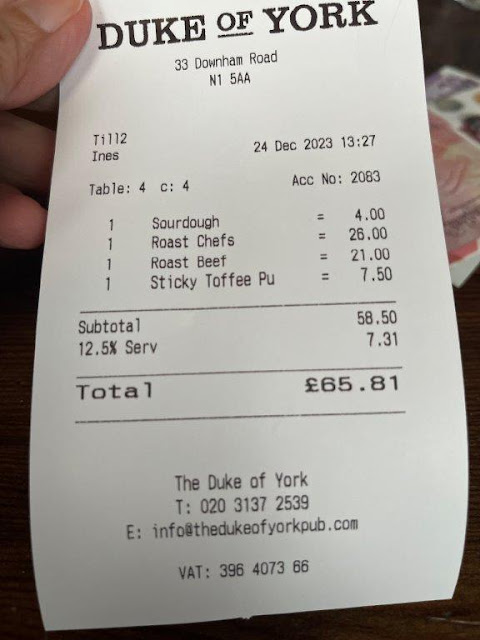 DUKE OF YORK
33 Downham Road
N1 5AA
Till2
Ines
24 Dec 2023 13:27
Table: 4 c: 4
Acc No: 2083
1 Sourdough = 4.00
1 Roast Chefs = 26.00
1 Roast Beef = 21.00
1 Sticky Toffee Pu = 7.50
Subtotal 58.50
12.5% Serv 7.31
Total £65.81
The Duke of York
T: 020 3137 2539
E: info@thedukeofyorkpub.com
VAT: 396 4073 66